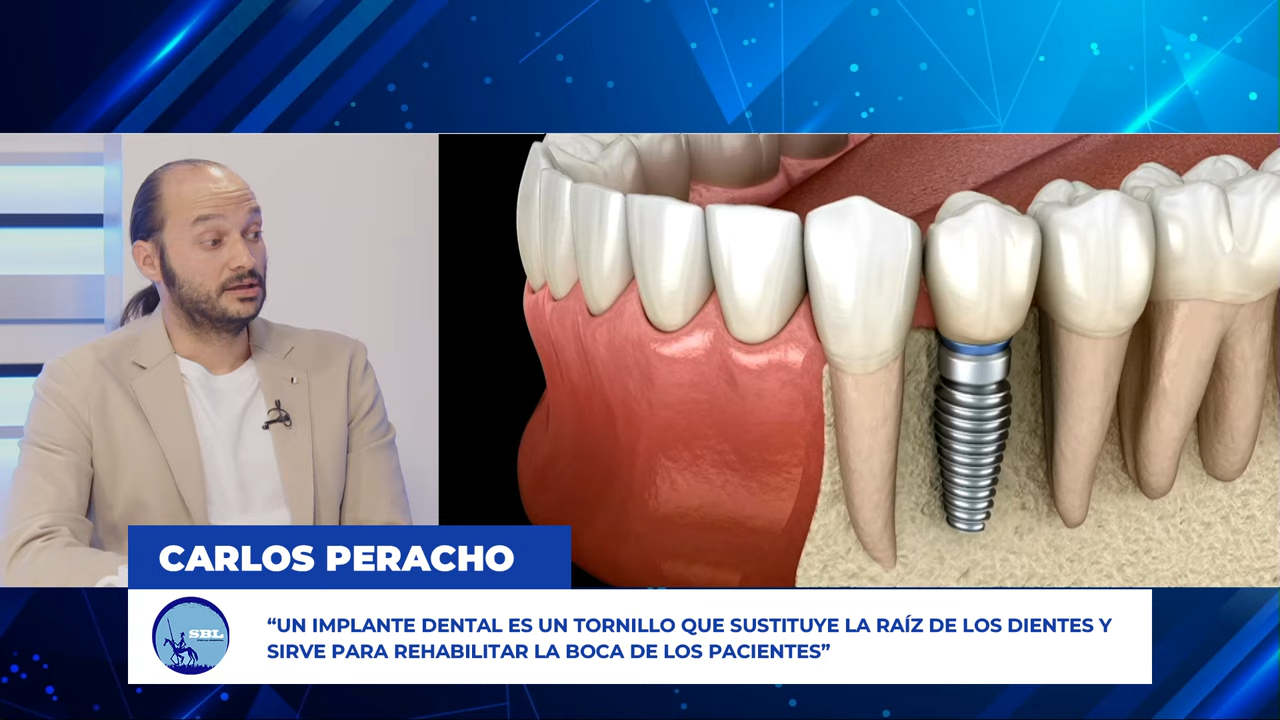 CARLOS PERACHO
SBL
“UN IMPLANTE DENTAL ES UN TORNILLO QUE SUSTITUYE LA RAÍZ DE LOS DIENTES Y
SIRVE PARA REHABILITAR LA BOCA DE LOS PACIENTES”